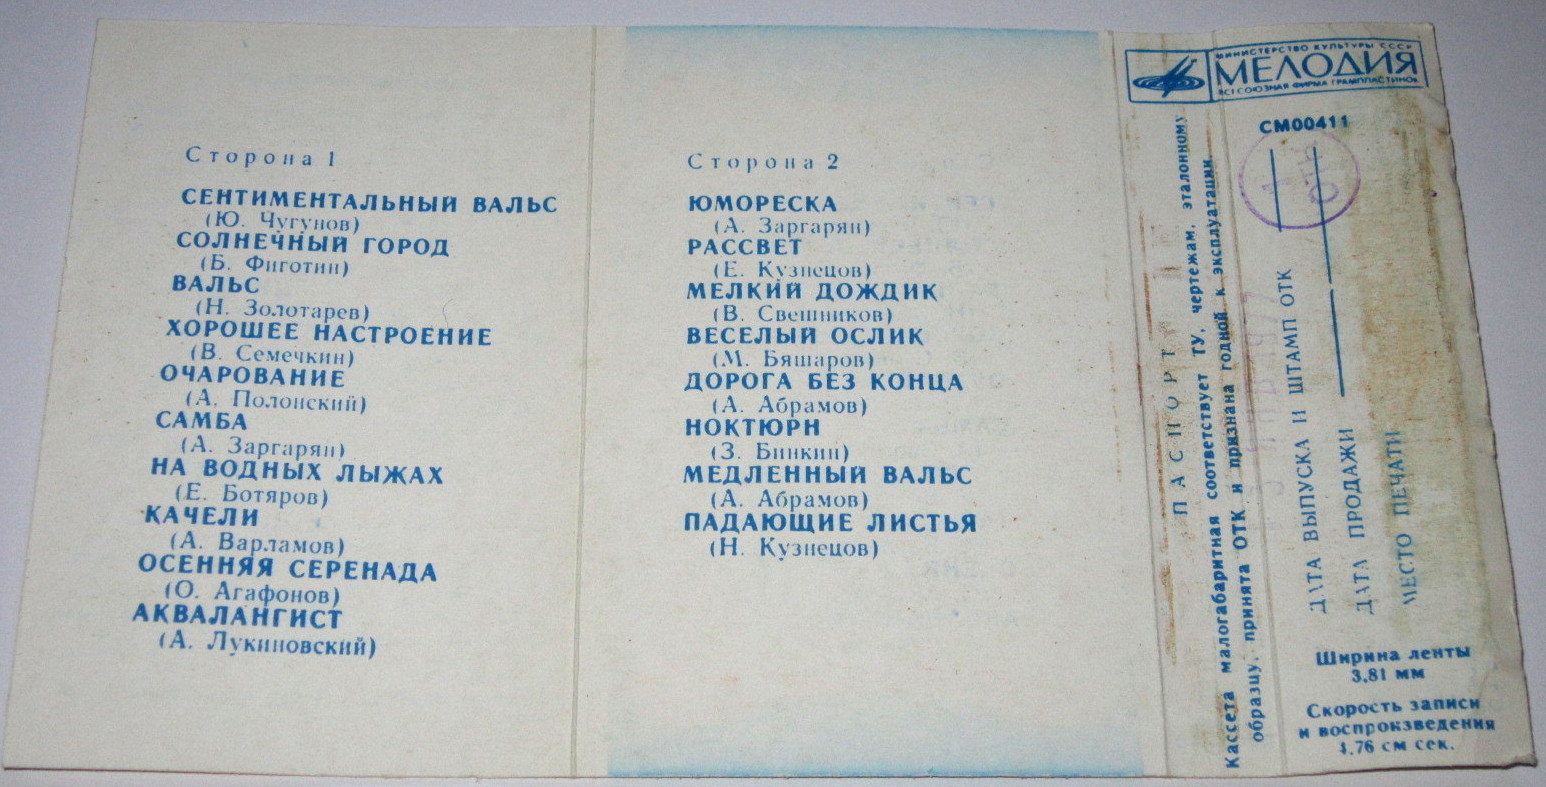 Сторона 1
СЕНТИМЕНТАЛЬНЫЙ ВАЛЬС
(Ю. Чугунов)
СОЛНЕЧНЫЙ ГОРОД
(Б. Фиготин)
ВАЛЬС
(Н. Золотарев)
ХОРОШЕЕ НАСТРОЕНИЕ
(В. Семечкин)
ОЧАРОВАНИЕ
(А. Полонский)
САМБА
(А. Заргарян)
НА ВОДНЫХ ЛЫЖАХ
(Е. Ботяров)
КАЧЕЛИ
(А. Варламов)
ОСЕННЯЯ СЕРЕНАДА
(О. Агафонов)
АКВАЛАНГИСТ
(А. Лукиновский)
Сторона 2
ЮМОРЕСКА
(А. Заргарян)
РАССВЕТ
(Е. Кузнецов)
МЕЛКИЙ ДОЖДИК
(В. Свешников)
ВЕСЕЛЫЙ ОСЛИК
(М. Бяшаров)
ДОРОГА БЕЗ КОНЦА
(А. Абрамов)
НОКТЮРН
(З. Бинкин)
МЕДЛЕННЫЙ ВАЛЬС
(А. Абрамов)
ПАДАЮЩИЕ ЛИСТЬЯ
(Н. Кузнецов)
МИНИСТЕРСТВО КУЛЬТУРЫ СССР
МЕЛОДИЯ
ВСЕСОЮЗНАЯ ФИРМА ГРАМПЛАСТИНОК
СМ00411
ПАСПОРТ
Кассета малогабаритная соответствует ТУ, чертежам, эталонному
образцу, принята ОТК и признана годной к эксплуатации.
ДАТА ВЫПУСКА И ШТАМП ОТК
ДАТА ПРОДАЖИ
МЕСТО ПЕЧАТИ
Ширина ленты
3,81 мм
Скорость записи
и воспроизведения
4,76 см сек.